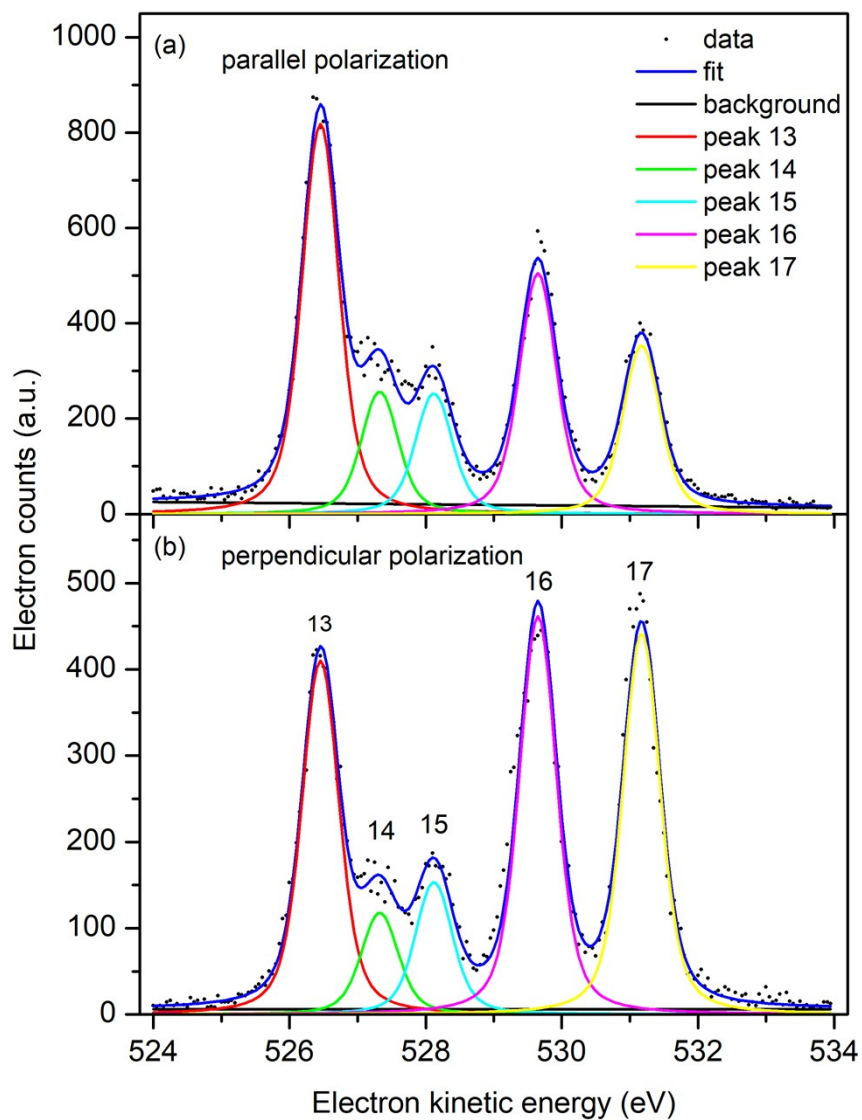 1000
(a)
data
parallel polarization
fit
background
800
peak 13
peak 14
peak 15
600
peak 16
peak 17
400
200
0
Electron counts (a.u.)
(b)
perpendicular polarization
500
16
17
13
400
300
200
14
15
100
0
524
526
528
530
532
534
Electron kinetic energy (eV)